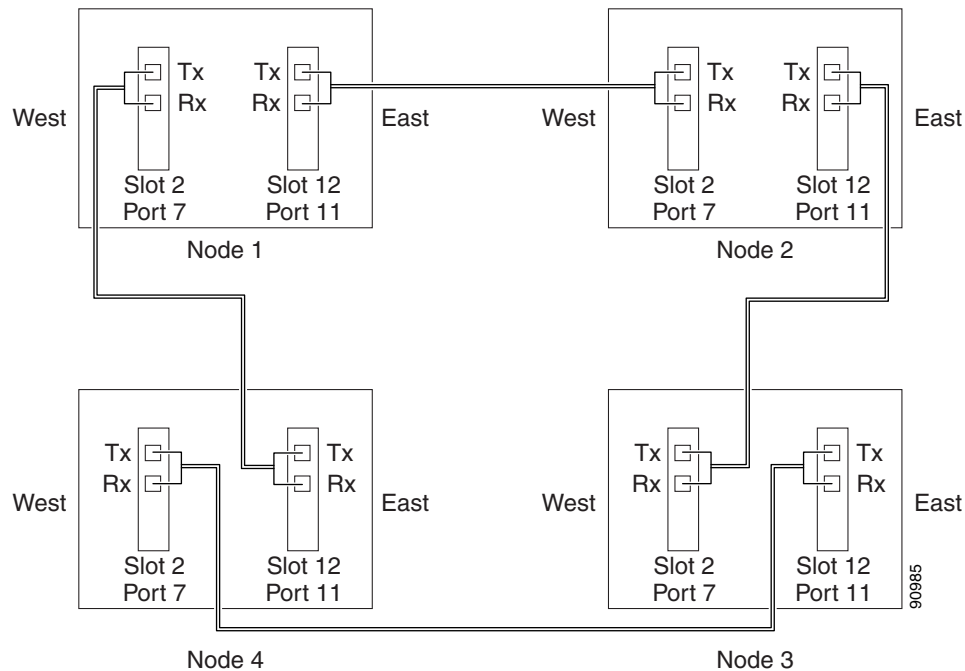 Tx Tx
Rx Rx
West East
Slot 2 Slot 12
Port 7 Port 11
Node 1
Tx Tx
Rx Rx
West East
Slot 2 Slot 12
Port 7 Port 11
Node 2
Tx Tx
Rx Rx
West East
Slot 2 Slot 12
Port 7 Port 11
Node 4
Tx Tx
Rx Rx
West East
Slot 2 Slot 12
Port 7 Port 11
Node 3
90985